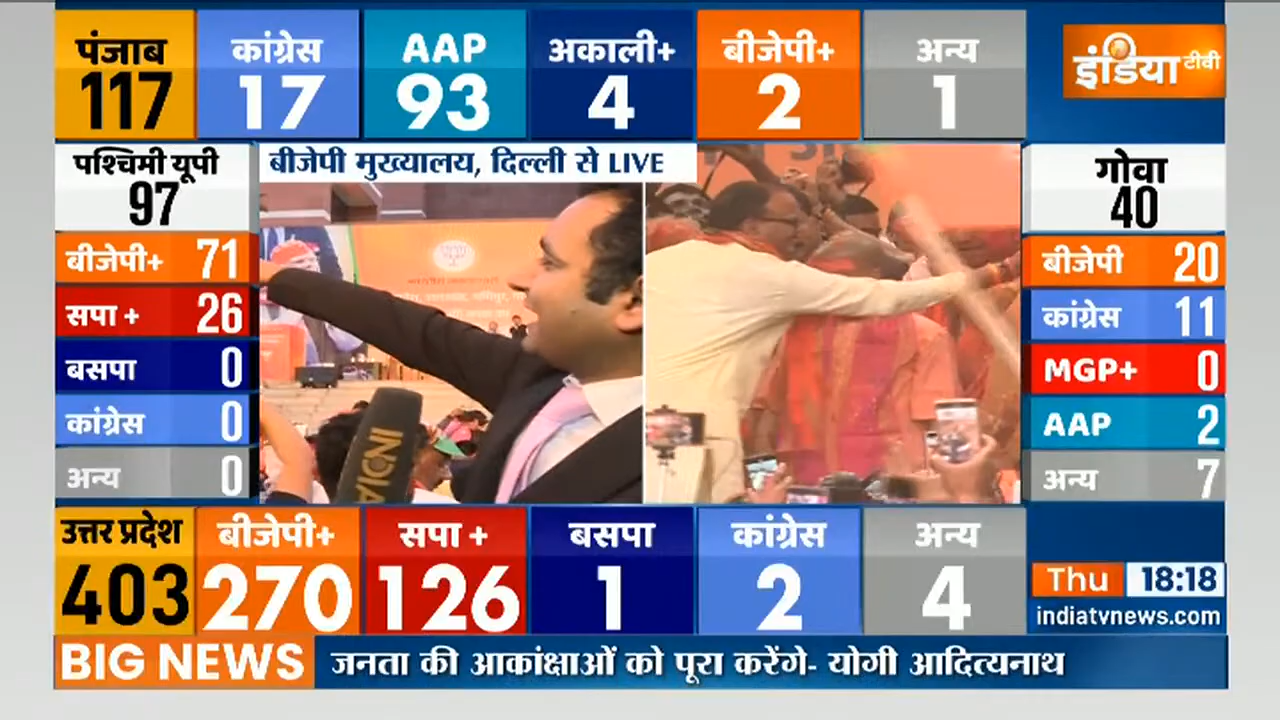 पंजाब
117
कांग्रेस
17
AAP
93
अकाली+
4
बीजेपी+
2
अन्य
1
इंडिया टीवी
पश्चिमी यूपी
97
बीजेपी+ 71
सपा + 26
बसपा 0
कांग्रेस 0
अन्य 0
बीजेपी मुख्यालय, दिल्ली से LIVE
INDIA
गोवा
40
बीजेपी 20
कांग्रेस 11
MGP+ 0
AAP 2
अन्य 7
उत्तर प्रदेश
403
बीजेपी+
270
सपा +
126
बसपा
1
कांग्रेस
2
अन्य
4
Thu 18:18
indiatvnews.com
BIG NEWS जनता की आकांक्षाओं को पूरा करेंगे- योगी आदित्यनाथ